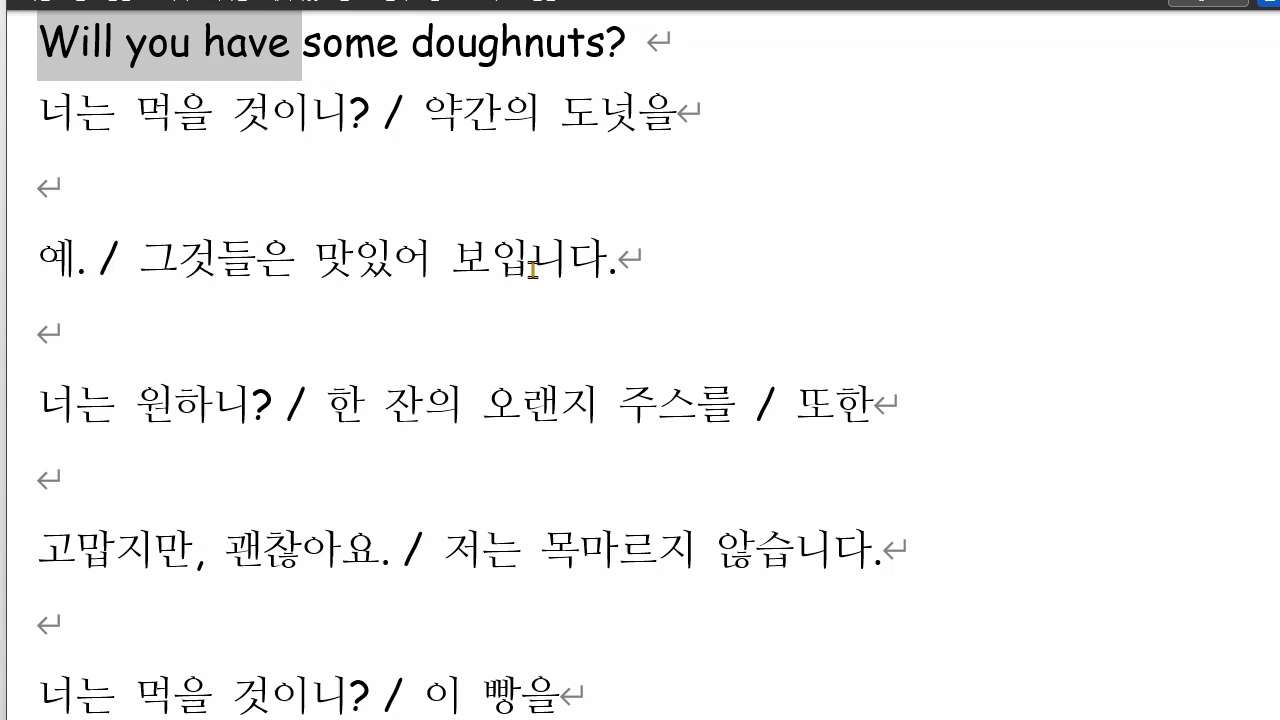 Will you have some doughnuts? ↵
너는 먹을 것이니? / 약간의 도넛을↵
↵
예. / 그것들은 맛있어 보입니다.↵
↵
너는 원하니? / 한 잔의 오랜지 주스를 / 또한↵
↵
고맙지만, 괜찮아요. / 저는 목마르지 않습니다.↵
↵
너는 먹을 것이니? / 이 빵을↵